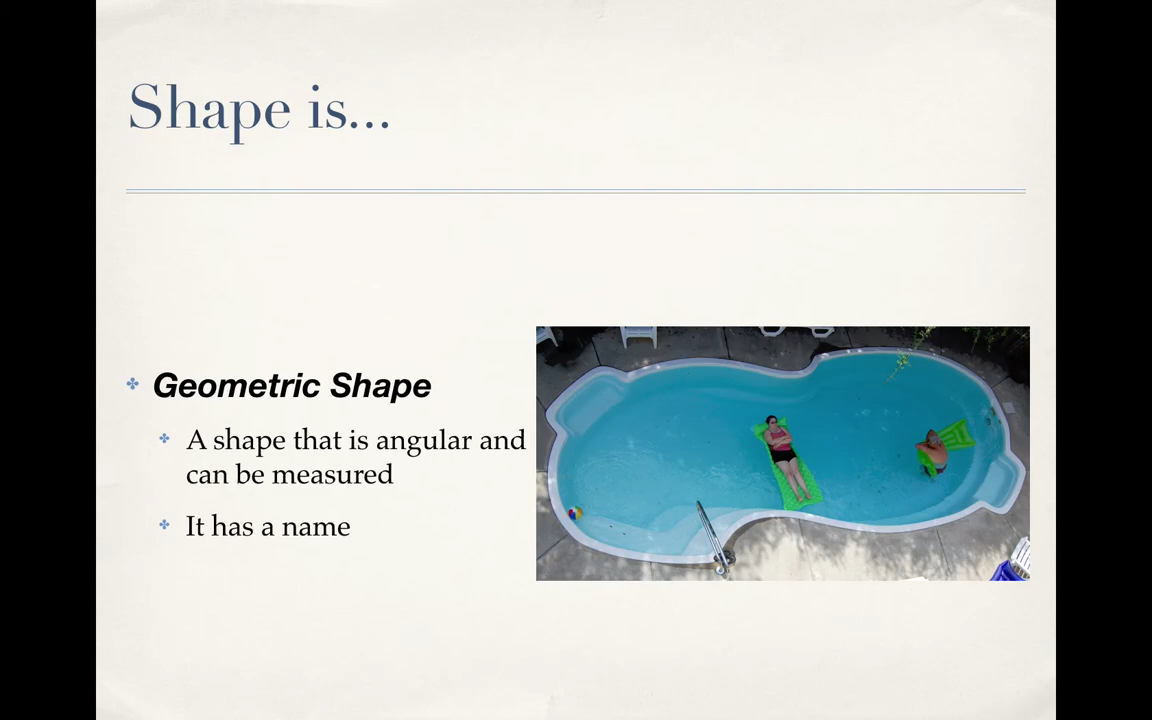 Shape is...
Geometric Shape
A shape that is angular and
can be measured
It has a name